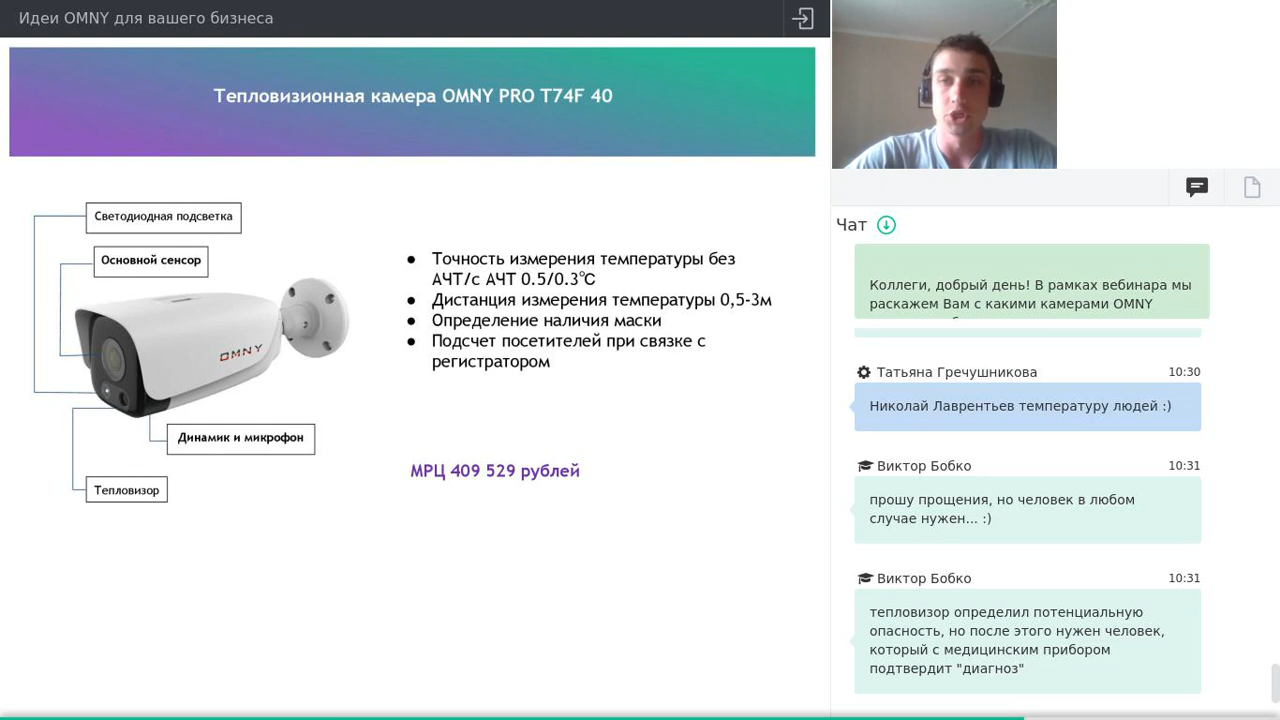 Идеи OMNY для вашего бизнеса
Тепловизионная камера OMNY PRO T74F 40
Светодиодная подсветка
Основной сенсор
OMNY
Динамик и микрофон
Тепловизор
● Точность измерения температуры без
АЧТ/с АЧТ 0.5/0.3℃
● Дистанция измерения температуры 0,5-3м
● Определение наличия маски
● Подсчет посетителей при связке с
регистратором
МРЦ 409 529 рублей
Чат
Коллеги, добрый день! В рамках вебинара мы
раскажем Вам с какими камерами OMNY
Татьяна Гречушникова 10:30
Николай Лаврентьев температуру людей :)
Виктор Бобко 10:31
прошу прощения, но человек в любом
случае нужен... :)
Виктор Бобко 10:31
тепловизор определил потенциальную
опасность, но после этого нужен человек,
который с медицинским прибором
подтвердит "диагноз"